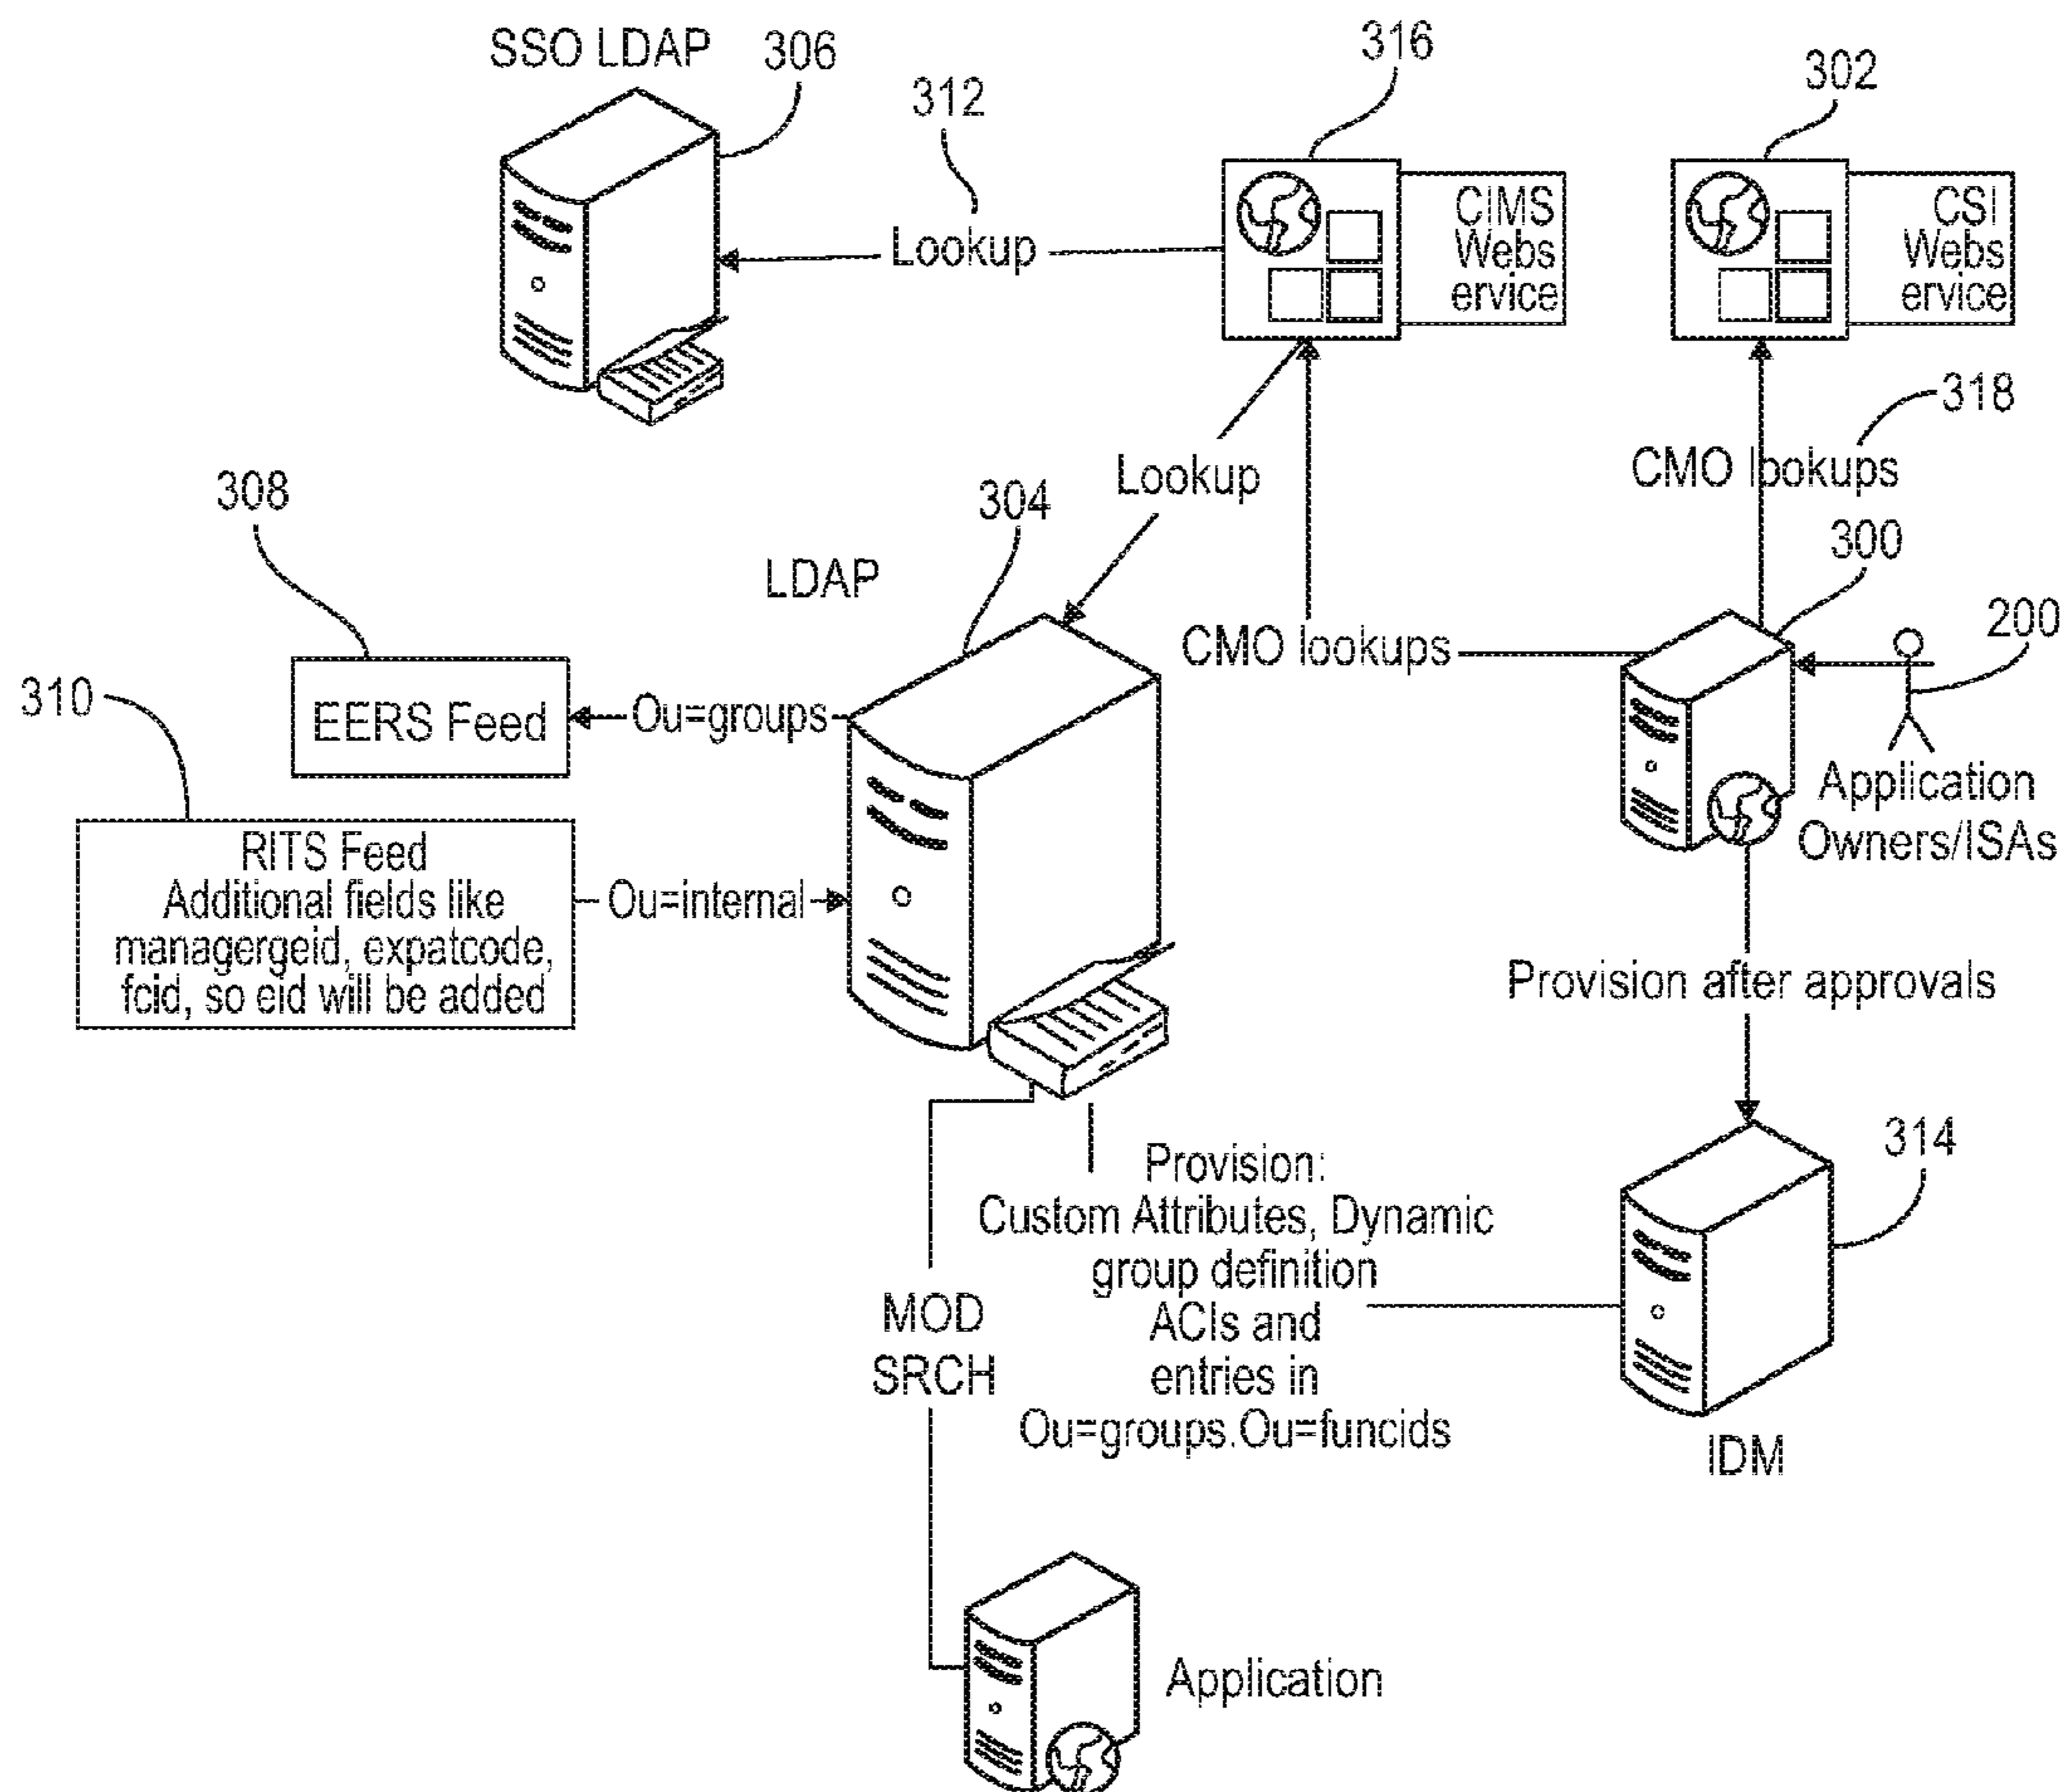 SSO LDAP
306
312
316
302
Lookup
CIMS
Webs
ervice
CSI
Webs
ervice
318
CMO lookups
Lookup
308
304
300
LDAP
200
CMO lookups
310
EERS Feed
Ou=groups
Application
Owners/ISAs
RITS Feed
Additional fields like
managergeid, expatcode,
fcid, so eid will be added
Ou=internal
Provision after approvals
314
Provision:
Custom Attributes, Dynamic
group definition
ACIs and
entries in
Ou=groups.Ou=funcids
MOD
SRCH
IDM
Application